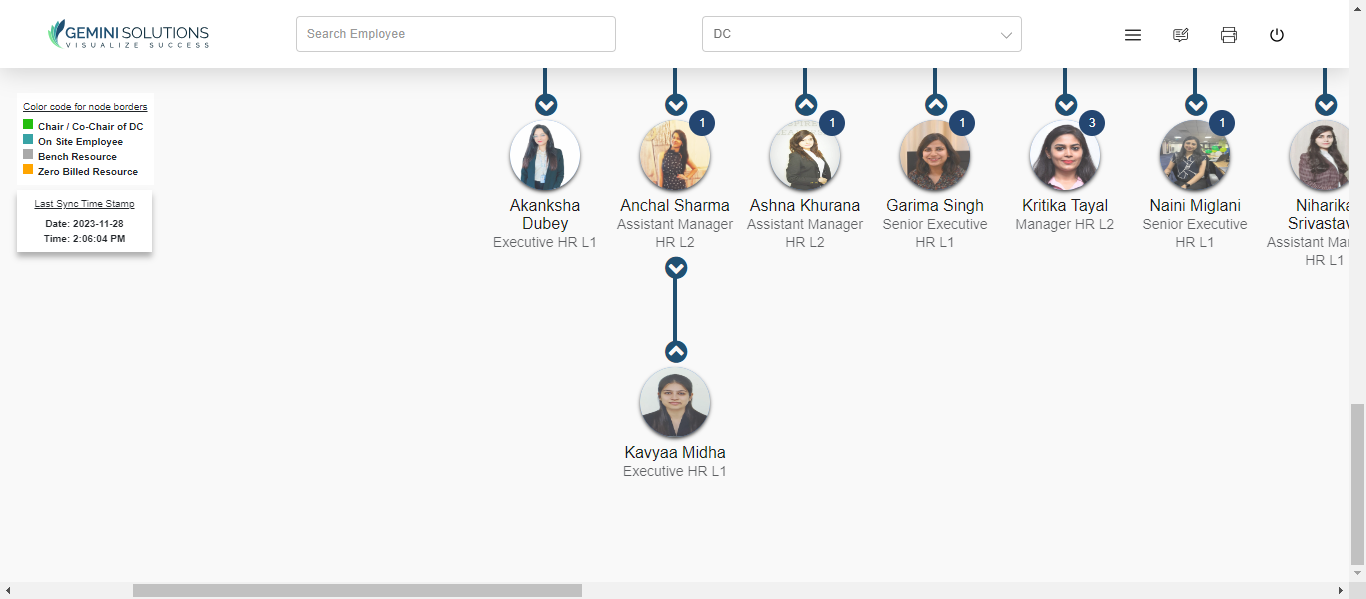 GEMINI SOLUTIONS
VISUALIZE SUCCESS
Search Employee
DC
Color code for node borders
Chair / Co-Chair of DC
On Site Employee
Bench Resource
Zero Billed Resource
Last Sync Time Stamp
Date: 2023-11-28
Time: 2:06:04 PM
Akanksha
Dubey
Executive HR L1
1
Anchal Sharma
Assistant Manager
HR L2
1
Ashna Khurana
Assistant Manager
HR L2
1
Garima Singh
Senior Executive
HR L1
3
Kritika Tayal
Manager HR L2
1
Naini Miglani
Senior Executive
HR L1
Niharika
Srivastav
Assistant Ma
HR L1
Kavyaa Midha
Executive HR L1